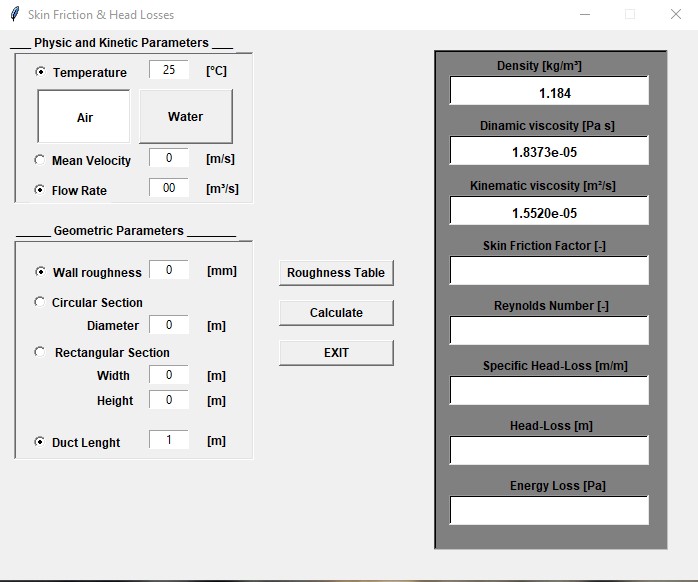 Skin Friction & Head Losses
___ Physic and Kinetic Parameters ___
Temperature 25 [°C]
Air Water
Mean Velocity 0 [m/s]
Flow Rate 00 [m³/s]
_____ Geometric Parameters _______
Wall roughness 0 [mm]
Circular Section
Diameter 0 [m]
Rectangular Section
Width 0 [m]
Height 0 [m]
Duct Lenght 1 [m]
Roughness Table
Calculate
EXIT
Density [kg/m³]
1.184
Dinamic viscosity [Pa s]
1.8373e-05
Kinematic viscosity [m²/s]
1.5520e-05
Skin Friction Factor [-]
Reynolds Number [-]
Specific Head-Loss [m/m]
Head-Loss [m]
Energy Loss [Pa]